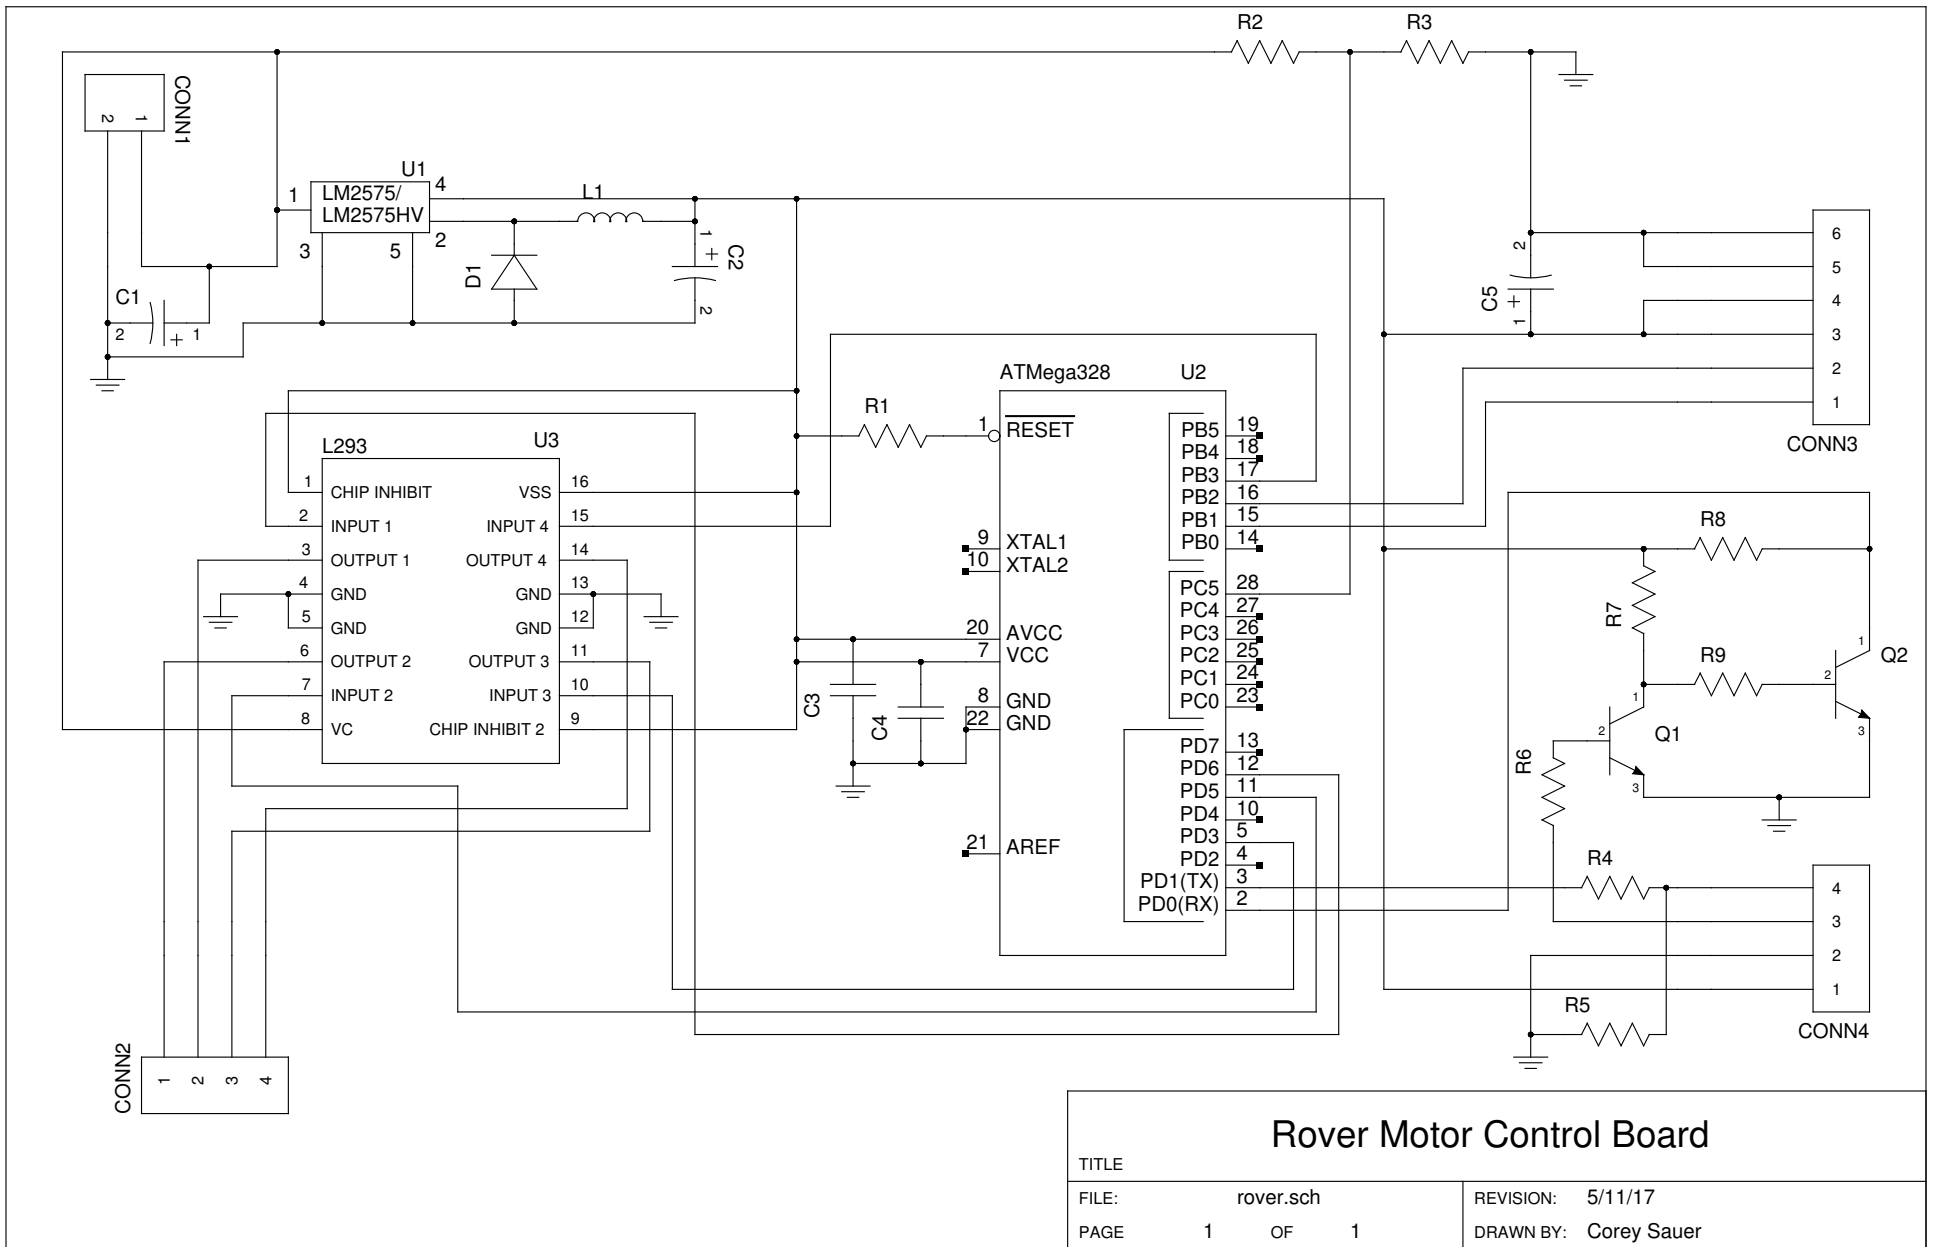 R2
R3
CONN1
2
1
U1
LM2575/
LM2575HV
1
4
2
3
5
L1
D1
1
+
C2
2
C1
2
+
1
2
C5
+
1
6
5
4
3
2
1
CONN3
ATMega328
U2
R1
1
RESET
9
XTAL1
10
XTAL2
20
AVCC
7
VCC
8
GND
22
GND
21
AREF
PB5
19
PB4
18
PB3
17
PB2
16
PB1
15
PB0
14
PC5
28
PC4
27
PC3
26
PC2
25
PC1
24
PC0
23
PD7
13
PD6
12
PD5
11
PD4
10
PD3
5
PD2
4
PD1(TX)
3
PD0(RX)
2
L293
U3
1
CHIP INHIBIT
VSS
16
2
INPUT 1
INPUT 4
15
3
OUTPUT 1
OUTPUT 4
14
4
GND
GND
13
5
GND
GND
12
6
OUTPUT 2
OUTPUT 3
11
7
INPUT 2
INPUT 3
10
8
VC
CHIP INHIBIT 2
9
C3
C4
R8
R7
R9
1
2
Q2
3
1
2
Q1
3
R6
R4
4
3
2
1
R5
CONN4
CONN2
1
2
3
4
Rover Motor Control Board
TITLE
FILE: rover.sch
REVISION: 5/11/17
PAGE 1 OF 1
DRAWN BY: Corey Sauer